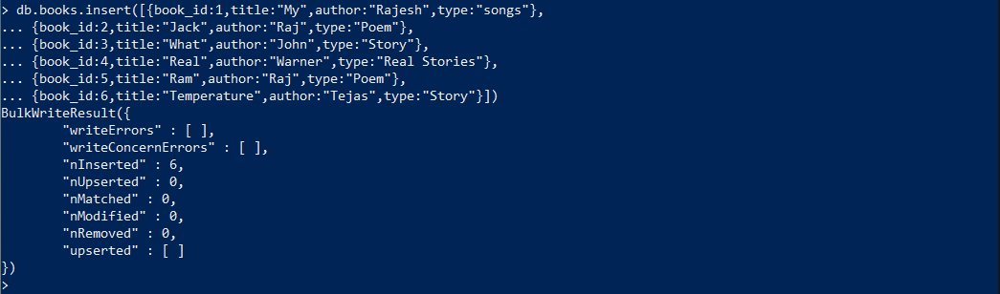 > db.books.insert([{book_id:1,title:"My",author:"Rajesh",type:"songs"},
... {book_id:2,title:"Jack",author:"Raj",type:"Poem"},
... {book_id:3,title:"What",author:"John",type:"Story"},
... {book_id:4,title:"Real",author:"Warner",type:"Real Stories"},
... {book_id:5,title:"Ram",author:"Raj",type:"Poem"},
... {book_id:6,title:"Temperature",author:"Tejas",type:"Story"}])
BulkWriteResult({
        "writeErrors" : [ ],
        "writeConcernErrors" : [ ],
        "nInserted" : 6,
        "nUpserted" : 0,
        "nMatched" : 0,
        "nModified" : 0,
        "nRemoved" : 0,
        "upserted" : [ ]
})
>